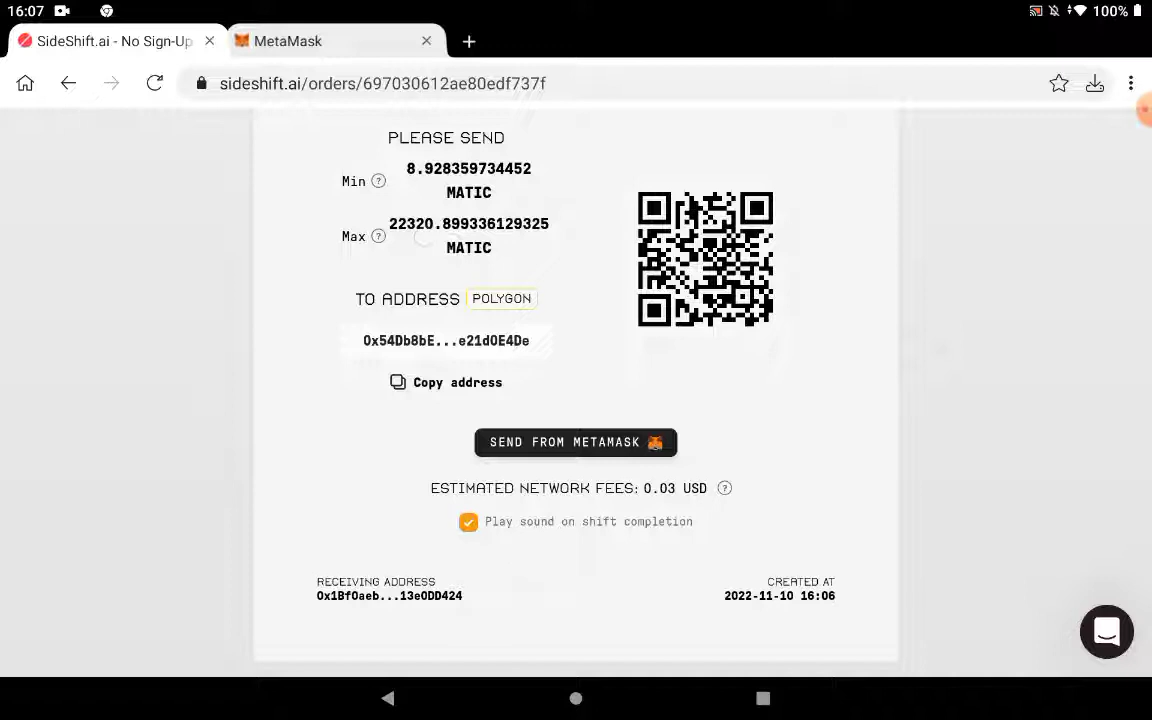 16:07
100%
SideShift.ai - No Sign-Up
MetaMask
sideshift.ai/orders/697030612ae80edf737f
PLEASE SEND
Min ? 8.928359734452
MATIC
Max ? 22320.899336129325
MATIC
TO ADDRESS POLYGON
0x54Db8bE...e21d0E4De
Copy address
SEND FROM METAMASK
ESTIMATED NETWORK FEES: 0.03 USD ?
Play sound on shift completion
RECEIVING ADDRESS
0x1Bf0aeb...13e0DD424
CREATED AT
2022-11-10 16:06